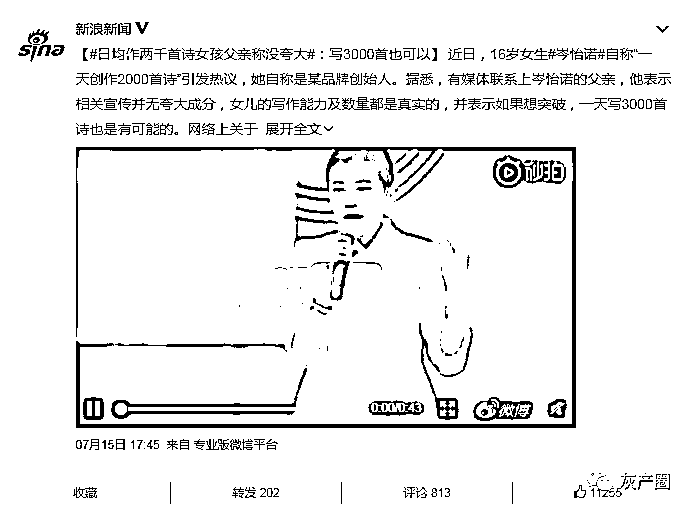 新浪新闻 V
sina
【#日均作两千首诗女孩父亲称没夸大#：写3000首也可以】 近日，16岁女生#岑怡诺#自称“一
天创作2000首诗”引发热议，她自称是某品牌创始人。据悉，有媒体联系上岑怡诺的父亲，他表示
相关宣传并无夸大成分，女儿的写作能力及数量都是真实的，并表示如果想突破，一天写3000首
诗也是有可能的。网络上关于 展开全文
秒拍
0:00/0:43
微博
07月15日 17:45 来自 专业版微博平台
收藏
转发 202
评论 813
11255
灰产圈